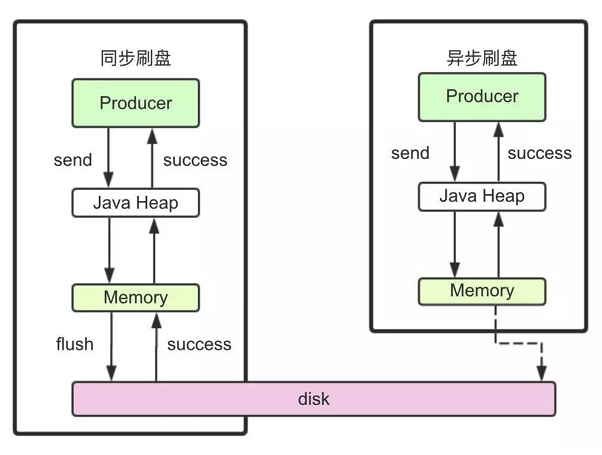 同步刷盘
Producer
send
success
Java Heap
Memory
flush
success
异步刷盘
Producer
send
success
Java Heap
Memory
disk